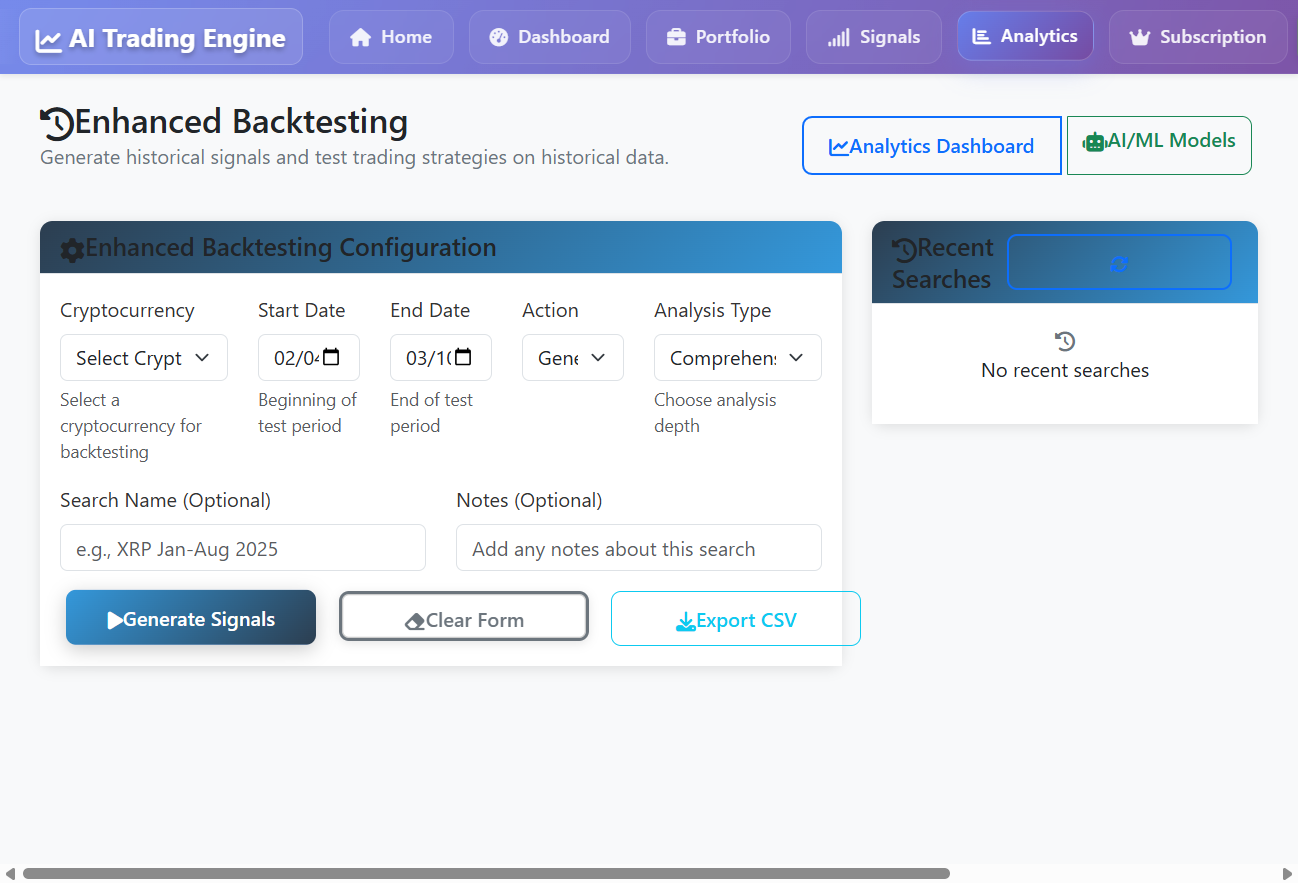 AI Trading Engine Home Dashboard Portfolio Signals Analytics Subscription
Enhanced Backtesting
Generate historical signals and test trading strategies on historical data.
Analytics Dashboard AI/ML Models
Enhanced Backtesting Configuration
Cryptocurrency Start Date End Date Action Analysis Type
Select Crypt 02/04 03/10 Gene Comprehens
Select a
cryptocurrency for
backtesting
Beginning of
test period
End of test
period
Choose analysis
depth
Search Name (Optional) Notes (Optional)
e.g., XRP Jan-Aug 2025 Add any notes about this search
Generate Signals Clear Form Export CSV
Recent
Searches
No recent searches